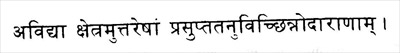 अविद्या क्षेत्रमुत्तरेषां प्रसुप्ततनुविच्छिन्नोदाराणाम् ।